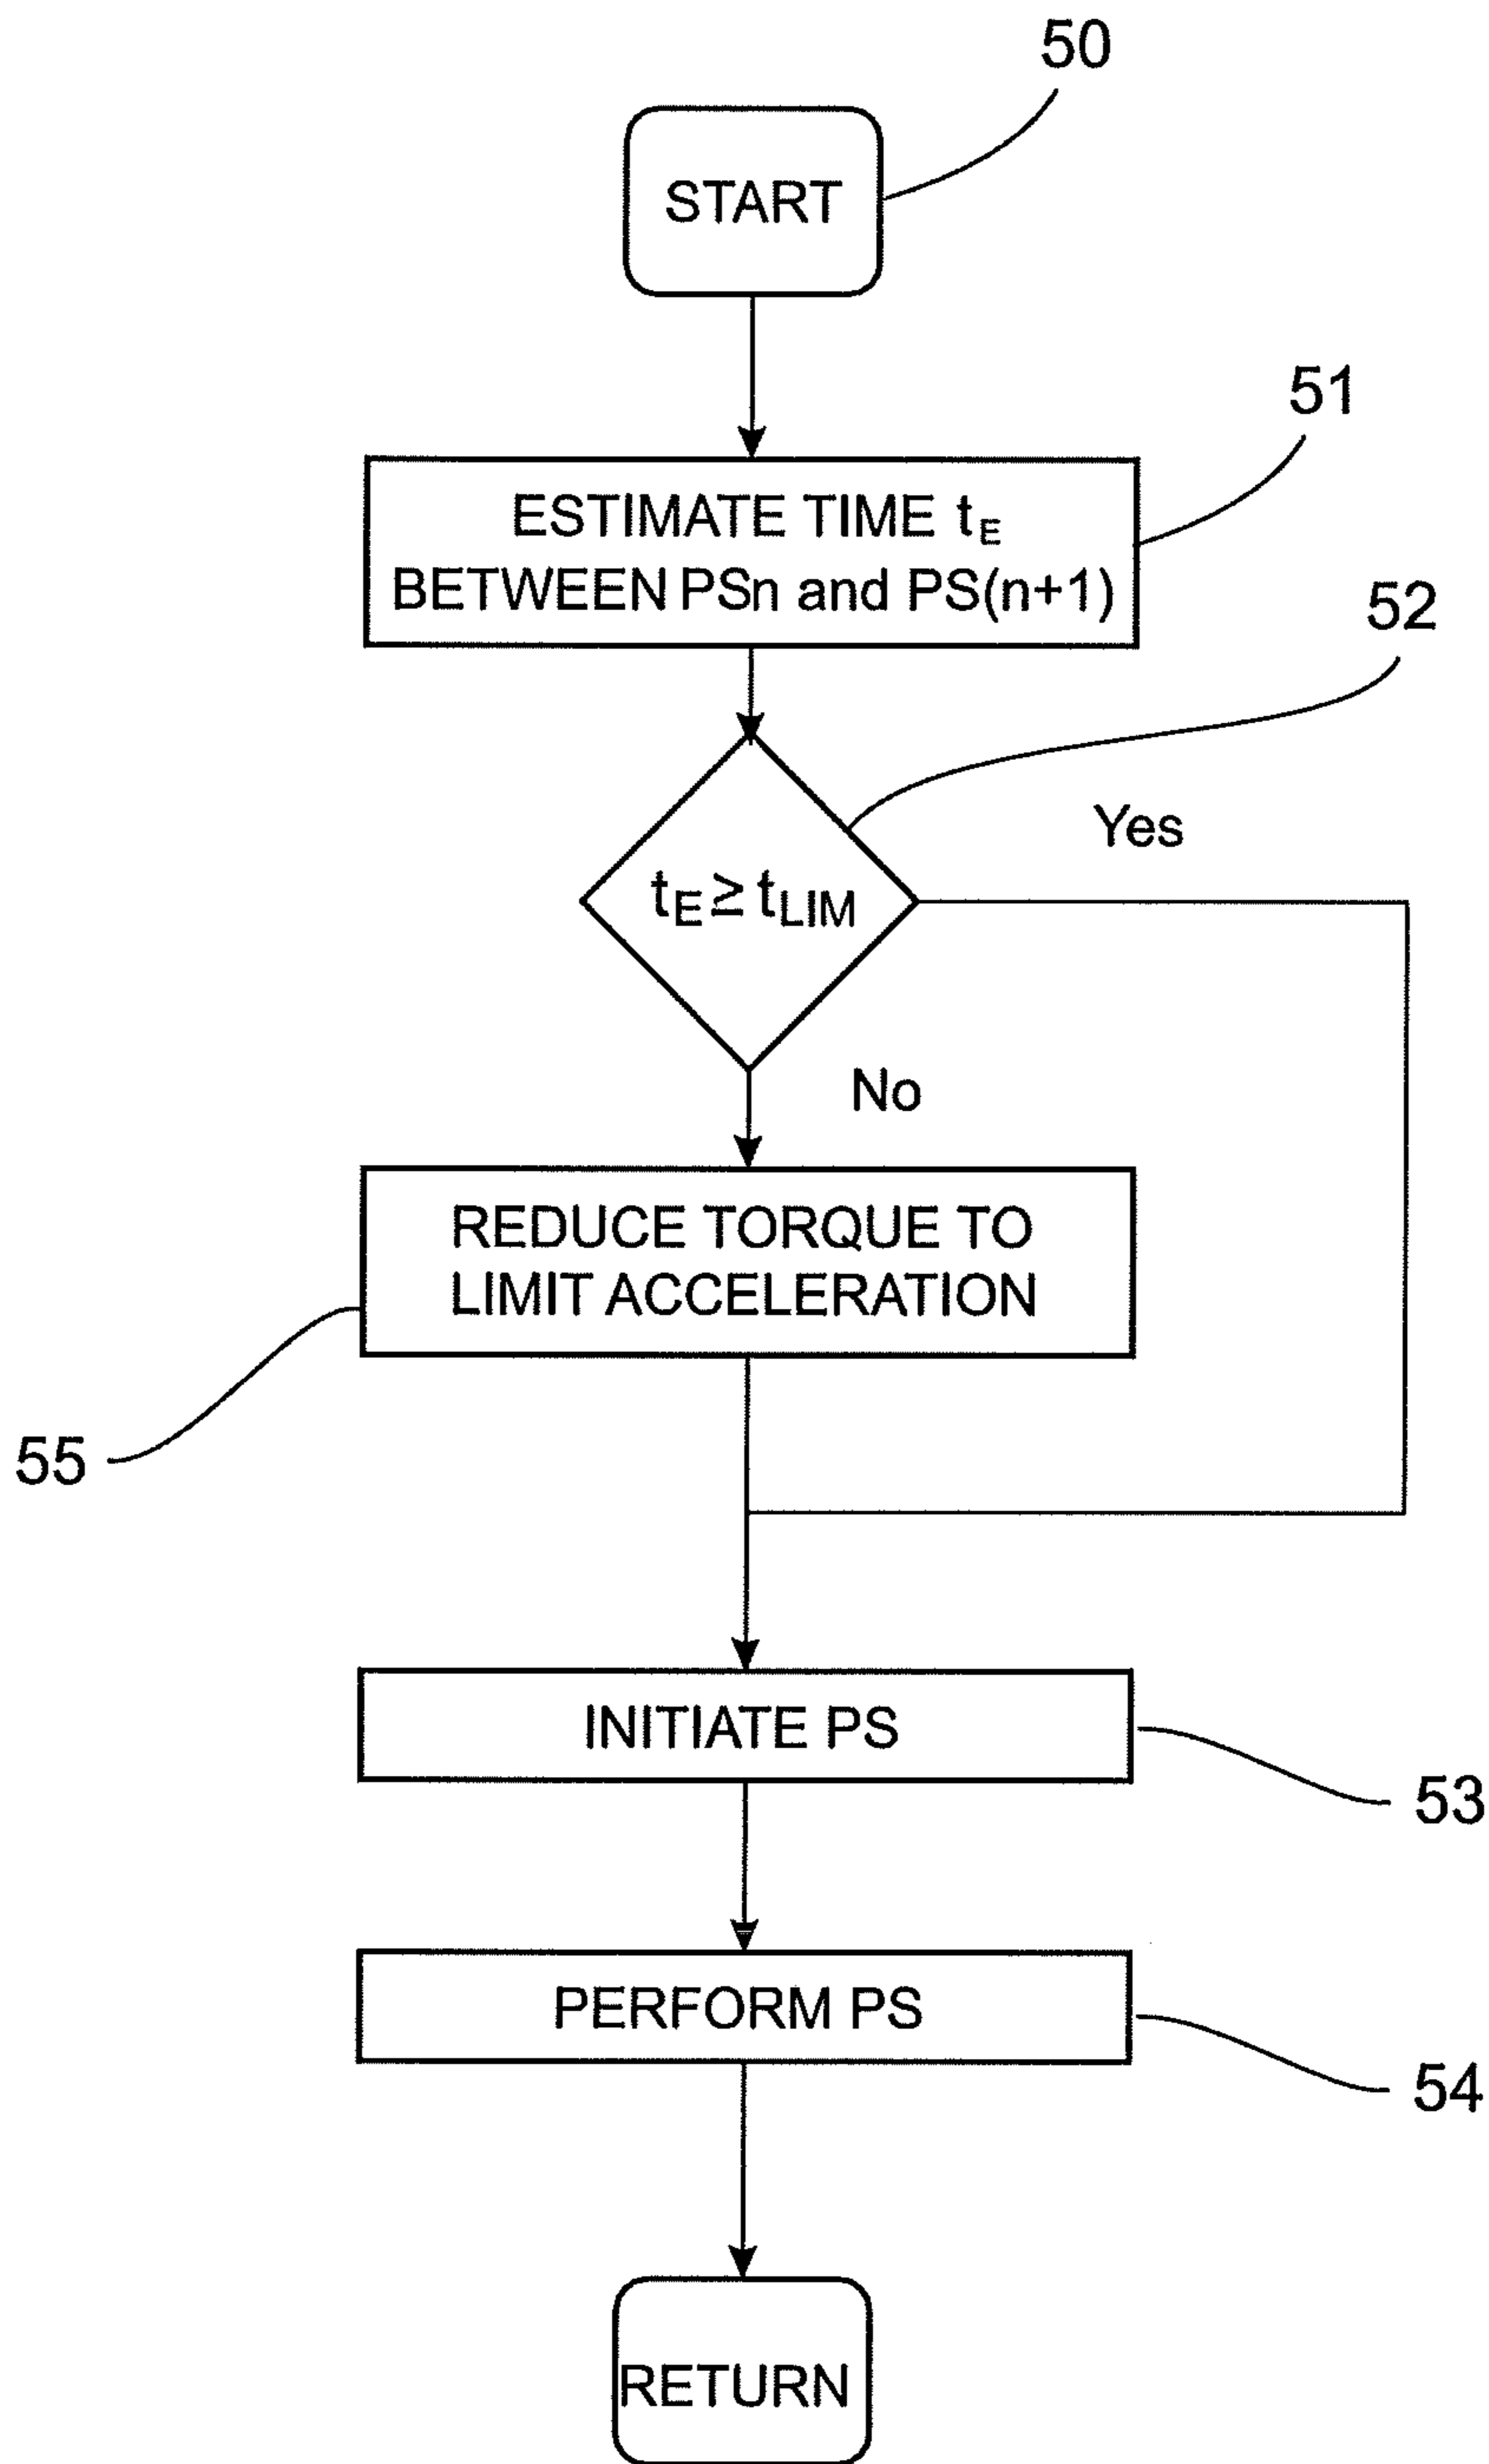 50
START
51
ESTIMATE TIME tE
BETWEEN PSn and PS(n+1)
52
Yes
tE ≥ tLIM
No
REDUCE TORQUE TO
LIMIT ACCELERATION
55
INITIATE PS
53
PERFORM PS
54
RETURN